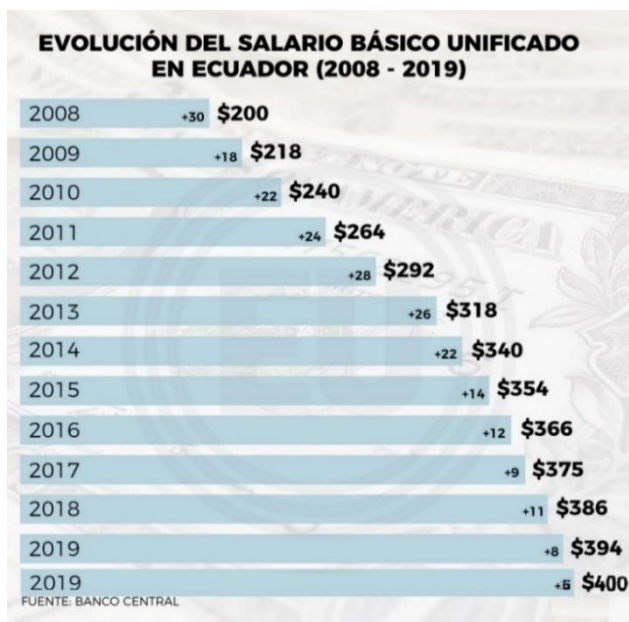 EVOLUCIÓN DEL SALARIO BÁSICO UNIFICADO
EN ECUADOR (2008 - 2019)
2008 +30 $200
2009 +18 $218
2010 +22 $240
2011 +24 $264
2012 +28 $292
2013 +26 $318
2014 +22 $340
2015 +14 $354
2016 +12 $366
2017 +9 $375
2018 +11 $386
2019 +8 $394
2019 $400
FUENTE: BANCO CENTRAL